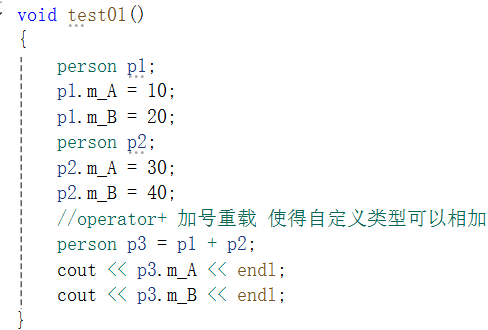 void test01()
{
person p1;
p1.m_A = 10;
p1.m_B = 20;
person p2;
p2.m_A = 30;
p2.m_B = 40;
//operator+ 加号重载 使得自定义类型可以相加
person p3 = p1 + p2;
cout << p3.m_A << endl;
cout << p3.m_B << endl;
}